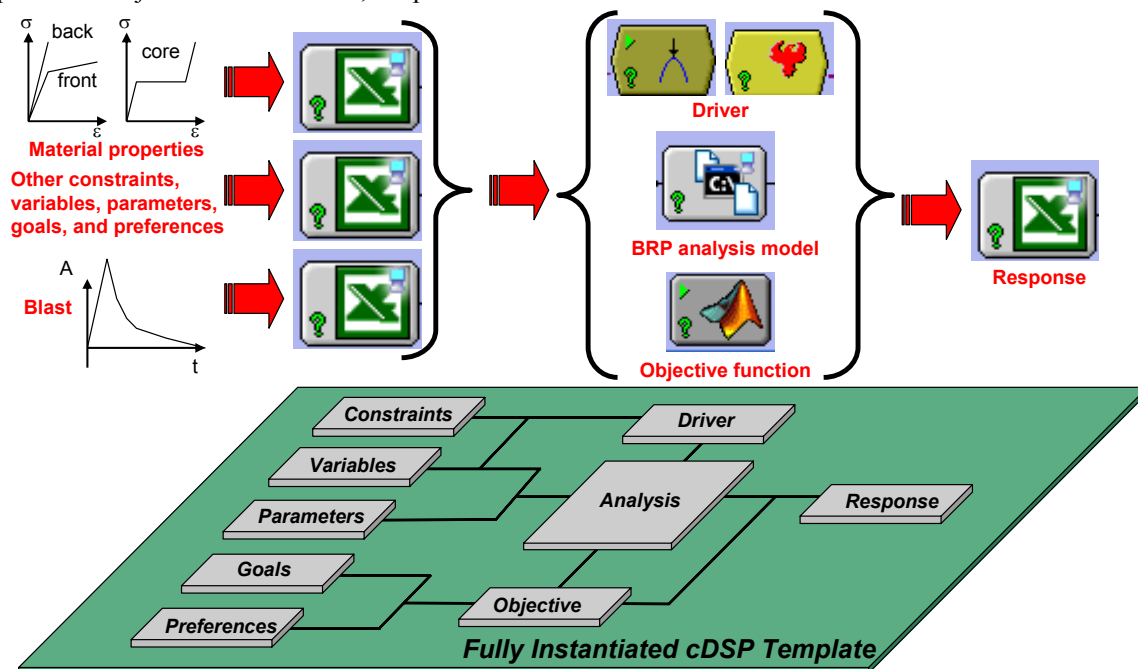 σ
back
front
ε
core
ε
Material properties
Other constraints,
variables, parameters,
goals, and preferences
A
Blast
t
Driver
C:\
BRP analysis model
Objective function
Response
Constraints
Variables
Parameters
Goals
Preferences
Driver
Analysis
Objective
Response
Fully Instantiated cDSP Template